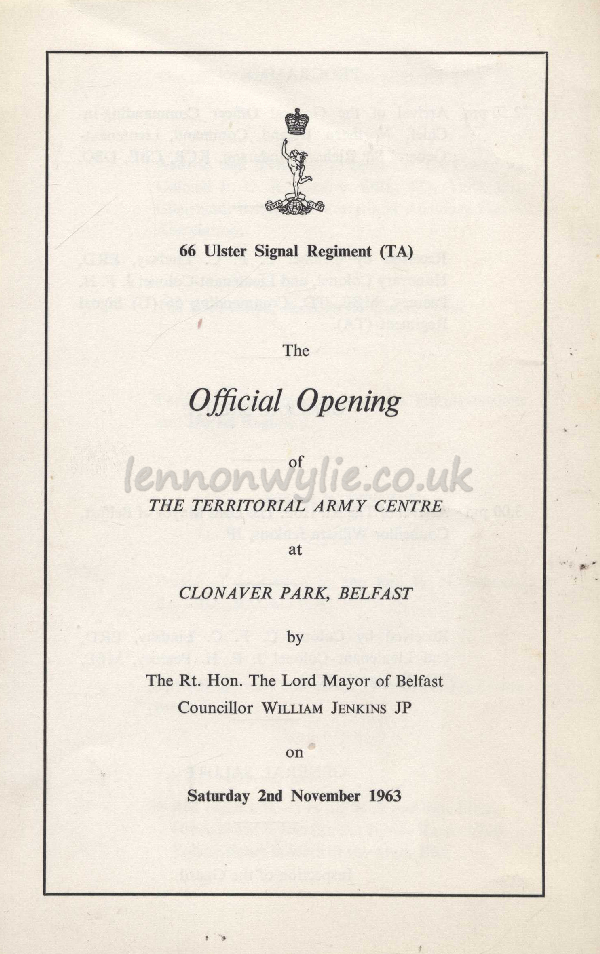 66 Ulster Signal Regiment (TA)
The
Official Opening
of
lennonwylie.co.uk
THE TERRITORIAL ARMY CENTRE
at
CLONAVER PARK, BELFAST
by
The Rt. Hon. The Lord Mayor of Belfast
Councillor WILLIAM JENKINS JP
on
Saturday 2nd November 1963